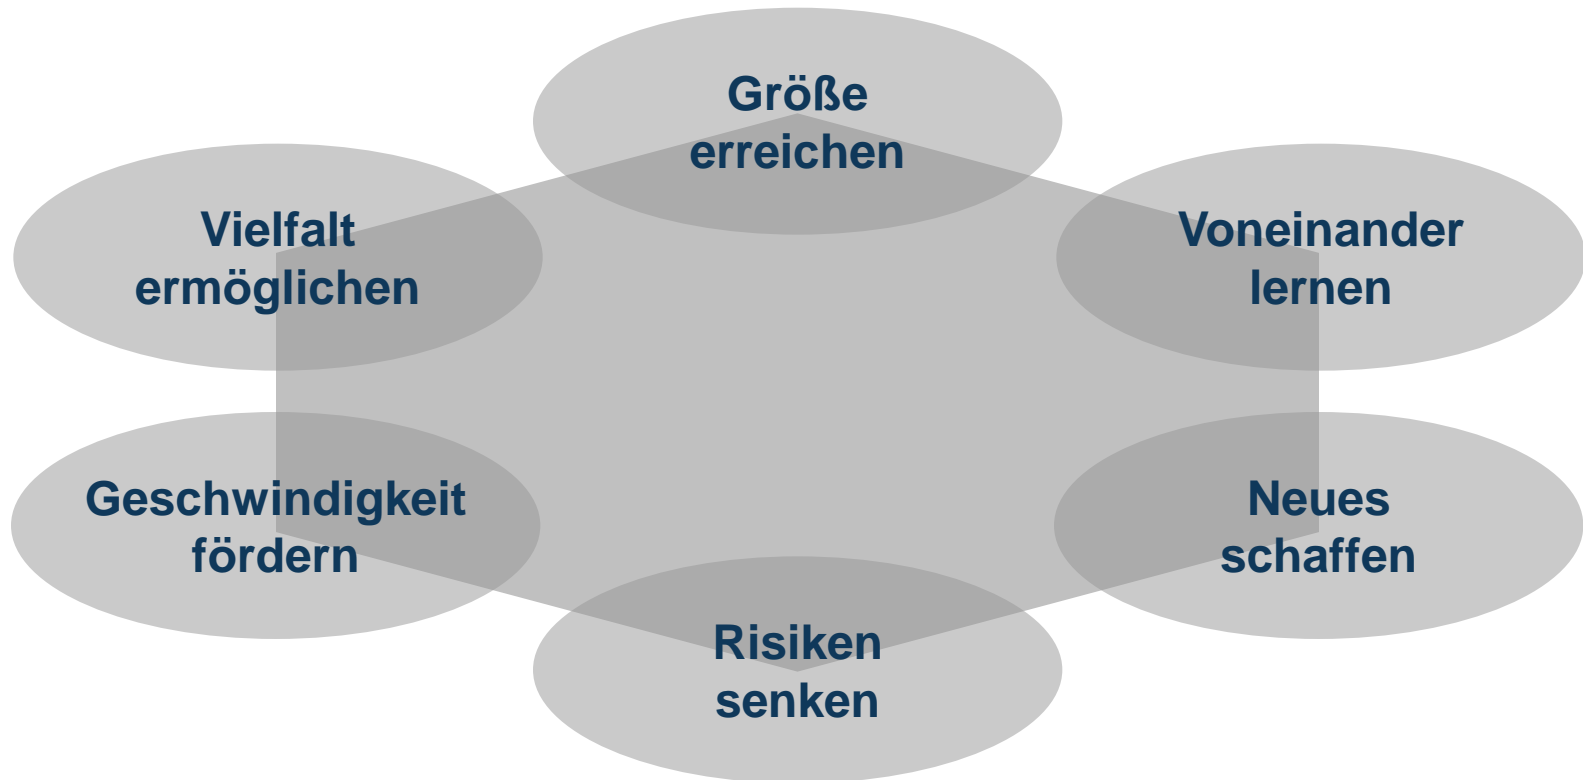 Größe
erreichen
Vielfalt
ermöglichen
Voneinander
lernen
Geschwindigkeit
fördern
Neues
schaffen
Risiken
senken